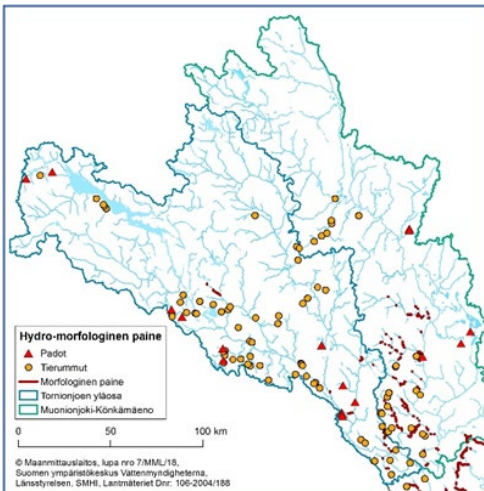 Hydro-morfologinen paine
Padot
Tierummut
Morfologinen paine
Tornionjoen yläosa
Muonionjoki-Könkämäeno
0 50 100 km
© Maanmittauslaitos, lupa nro 7/MML/18,
Suomen ympäristökeskus Vattenmyndigheterna,
Länsstyrelsen, SMHI, Lantmäteriet Dnr: 106-2004/188